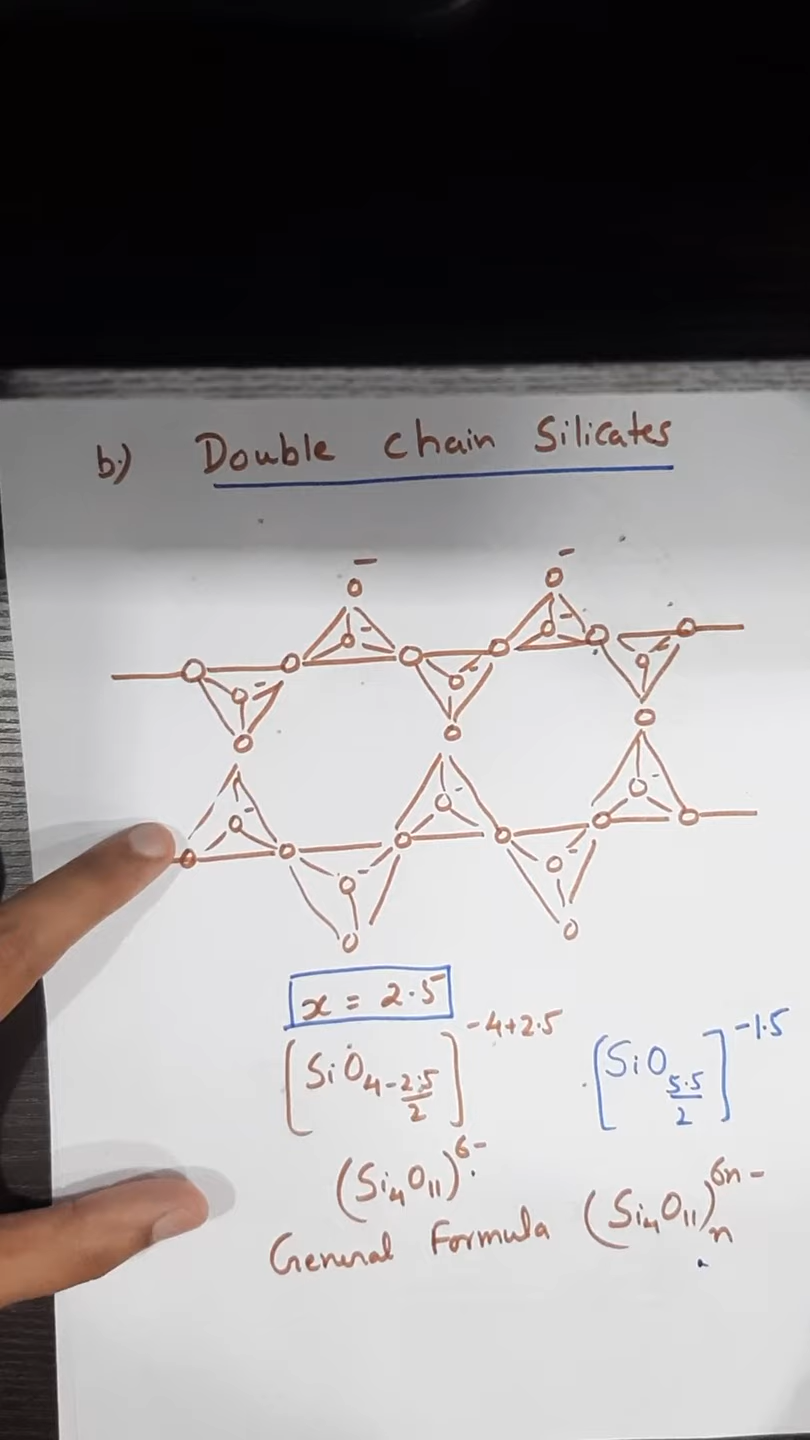 b.) Double chain Silicates
x = 2.5
[SiO₄₋₂.₅/₂]⁻⁴⁺²·⁵ [SiO₅.₅/₂]⁻¹·⁵
(Si₄O₁₁)⁶⁻
General Formula (Si₄O₁₁)ₙ⁶ⁿ⁻